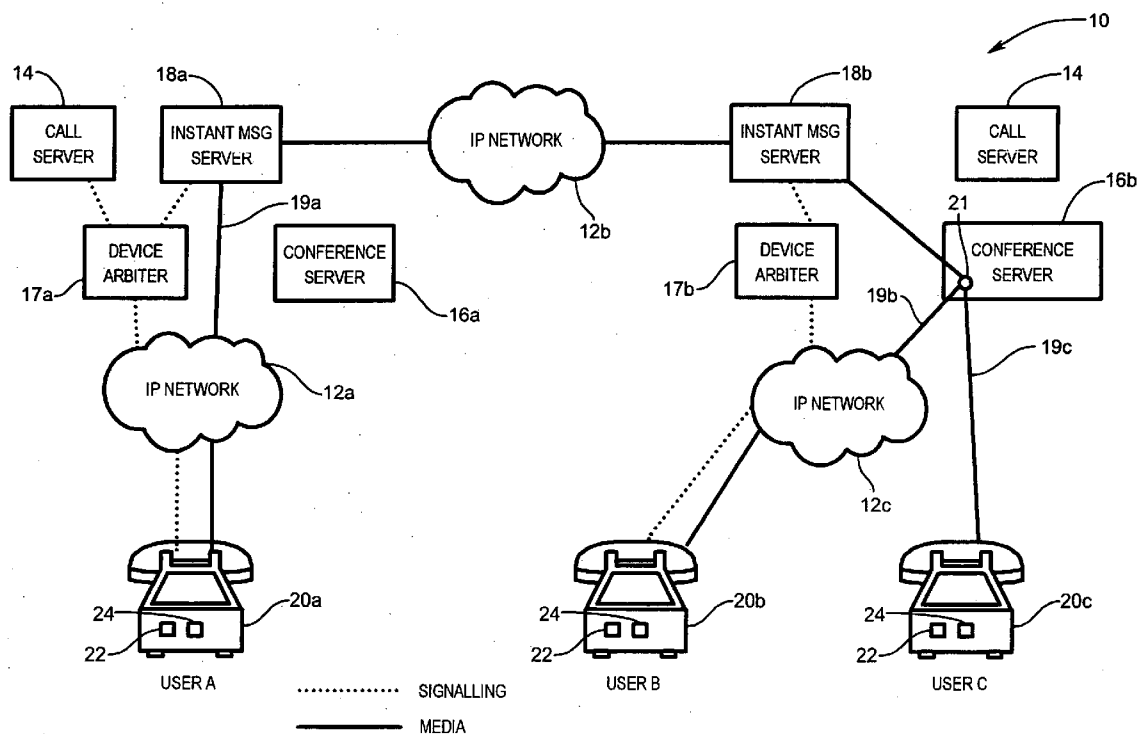 10
14
18a
18b
14
CALL
SERVER
INSTANT MSG
SERVER
IP NETWORK
INSTANT MSG
SERVER
CALL
SERVER
12b
21
16b
19a
DEVICE
ARBITER
CONFERENCE
SERVER
DEVICE
ARBITER
CONFERENCE
SERVER
17a
16a
17b
19b
19c
IP NETWORK
12a
IP NETWORK
12c
24
20a
22
24
20b
22
24
20c
22
USER A
USER B
USER C
SIGNALLING
MEDIA